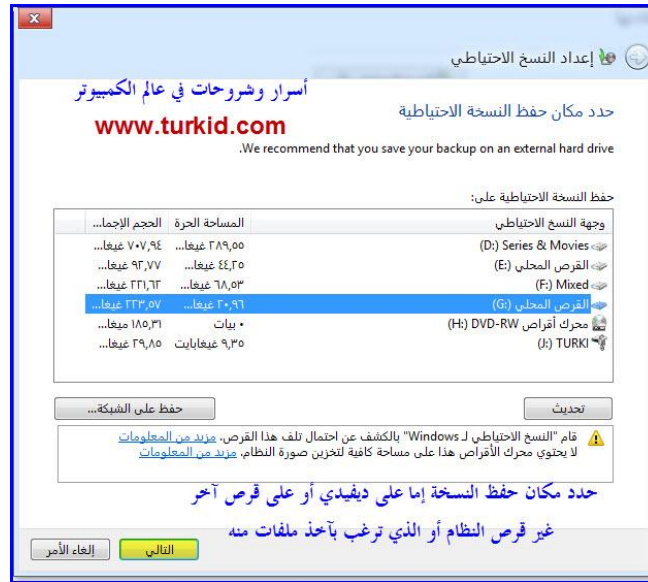 إعداد النسخ الاحتياطي
أسرار وشروحات في عالم الكمبيوتر
www.turkid.com
حدد مكان حفظ النسخة الاحتياطية
We recommend that you save your backup on an external hard drive.
حفظ النسخة الاحتياطية على:
وجهة النسخ الاحتياطي المساحة الحرة الحجم الإجما...
Series & Movies (D:) ٢٨٩,٥٥ غيغا... ٧٠٧,٩٤ غيغا...
القرص المحلي (E:) ٤٤,٢٥ غيغا... ٩٢,٧٧ غيغا...
Mixed (F:) ٦٨,٥٣ غيغا... ٢٢١,٦٢ غيغا...
القرص المحلي (G:) ٢٠,٩٦ غيغا... ٢٢٣,٥٧ غيغا...
محرك أقراص DVD-RW (H:) ٠ بيات ١٨٥,٣١ ميغا...
TURKI (J:) ٩,٣٥ غيغابايت ٢٩,٨٥ غيغا...
تحديث حفظ على الشبكة...
قام "النسخ الاحتياطي لـ Windows" بالكشف عن احتمال تلف هذا القرص. مزيد من المعلومات
لا يحتوي محرك الأقراص هذا على مساحة كافية لتخزين صورة النظام. مزيد من المعلومات
حدد مكان حفظ النسخة إما على ديفيدي أو على قرص آخر
غير قرص النظام أو الذي ترغب بآخذ ملفات منه
التالي إلغاء الأمر